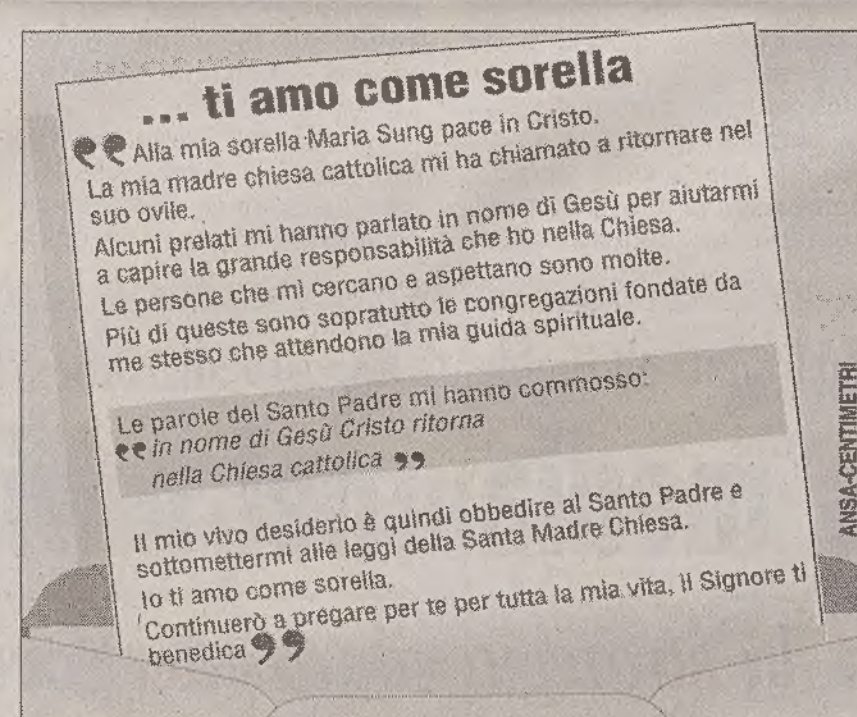 ... ti amo come sorella
❝ Alla mia sorella Maria Sung pace in Cristo.
La mia madre chiesa cattolica mi ha chiamato a ritornare nel
suo ovile.
Alcuni prelati mi hanno parlato in nome di Gesù per aiutarmi
a capire la grande responsabilità che ho nella Chiesa.
Le persone che mi cercano e aspettano sono molte.
Più di queste sono sopratutto le congregazioni fondate da
me stesso che attendono la mia guida spirituale.
Le parole del Santo Padre mi hanno commosso:
❝ in nome di Gesù Cristo ritorna
nella Chiesa cattolica ❞
Il mio vivo desiderio è quindi obbedire al Santo Padre e
sottomettermi alle leggi della Santa Madre Chiesa.
Io ti amo come sorella.
Continuerò a pregare per te per tutta la mia vita, il Signore ti
benedica ❞
ANSA-CENTIMETRI